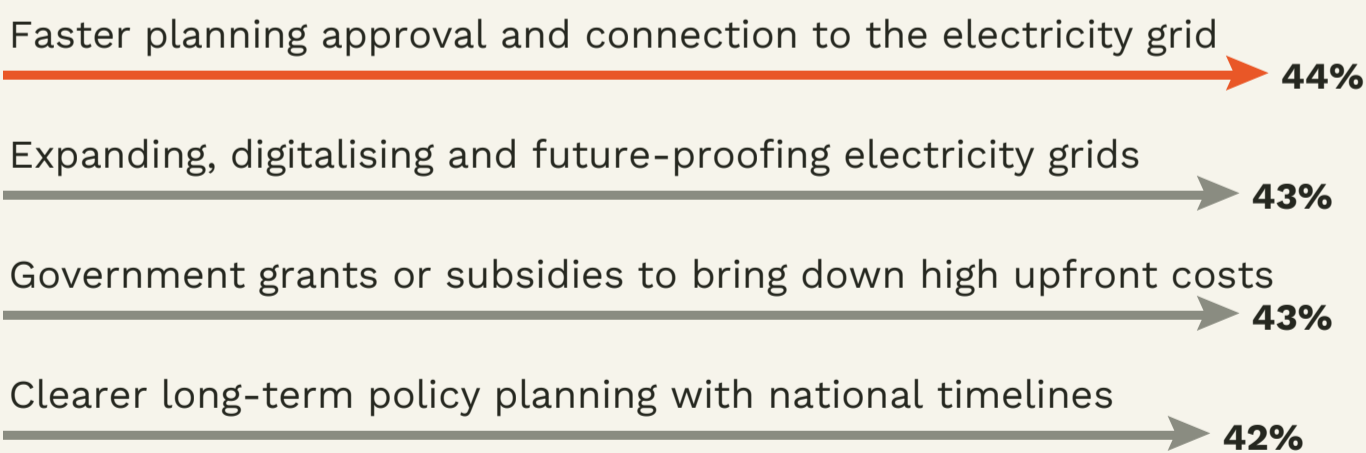 Faster planning approval and connection to the electricity grid
44%
Expanding, digitalising and future-proofing electricity grids
43%
Government grants or subsidies to bring down high upfront costs
43%
Clearer long-term policy planning with national timelines
42%